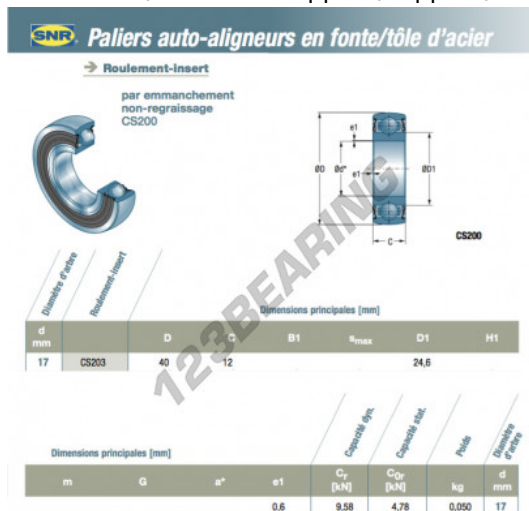 SNR Paliers auto-aligneurs en fonte/tôle d'acier
→ Roulement-insert
par emmanchement
non-regraissage
CS200
e1
ØD
Ød*
ØD1
e1
C
CS200
123BEARING
Diamètre d'arbre
Roulement-insert
Dimensions principales [mm]
d
mm
D
C
B1
smax
D1
H1
17 CS203 40 12 24,6
Capacité dyn.
Capacité stat.
Poids
Diamètre d'arbre
Dimensions principales [mm]
m G a* e1 Cr [kN] C0r [kN] kg d mm
0,6 9.58 4.78 0.050 17